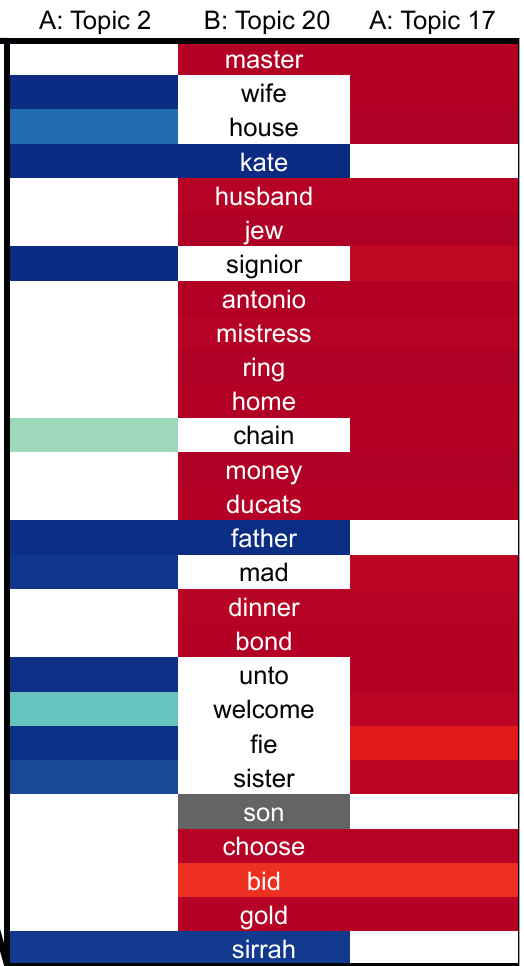 A: Topic 2 B: Topic 20 A: Topic 17
master
wife
house
kate
husband
jew
signior
antonio
mistress
ring
home
chain
money
ducats
father
mad
dinner
bond
unto
welcome
fie
sister
son
choose
bid
gold
sirrah